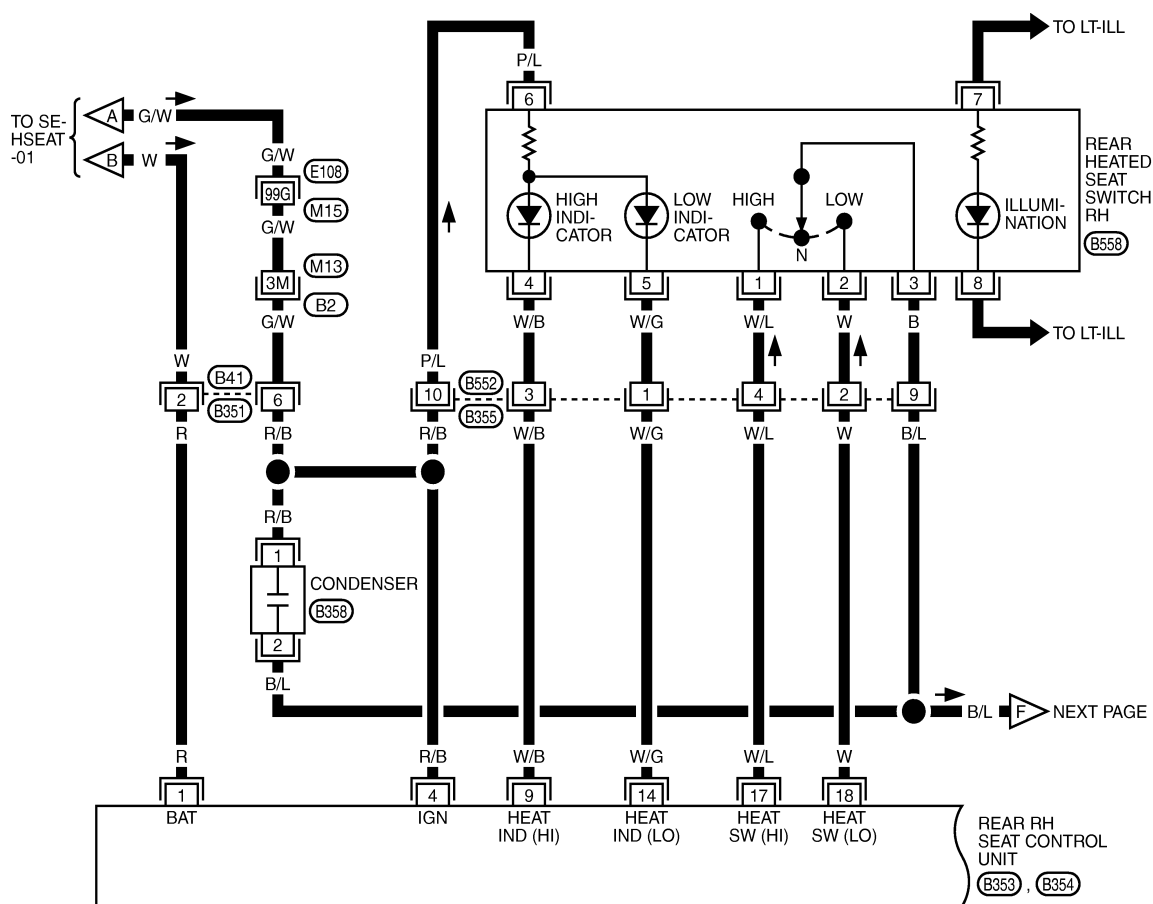 TO LT-ILL
P/L
6
7
TO SE-
HSEAT
-01
A
G/W
B
W
G/W
E108
99G
M15
G/W
M13
3M
B2
G/W
HIGH
INDI-
CATOR
LOW
INDI-
CATOR
HIGH
LOW
N
ILLUMI-
NATION
REAR
HEATED
SEAT
SWITCH
RH
B558
4
5
1
2
3
8
W/B
W/G
W/L
W
B
TO LT-ILL
W
P/L
B41
B351
B552
B355
2
6
10
3
1
4
2
9
R
R/B
R/B
W/B
W/G
W/L
W
B/L
R/B
1
CONDENSER
B358
2
B/L
B/L
F
NEXT PAGE
R
R/B
W/B
W/G
W/L
W
1
4
9
14
17
18
BAT
IGN
HEAT
IND (HI)
HEAT
IND (LO)
HEAT
SW (HI)
HEAT
SW (LO)
REAR RH
SEAT CONTROL
UNIT
B353 , B354